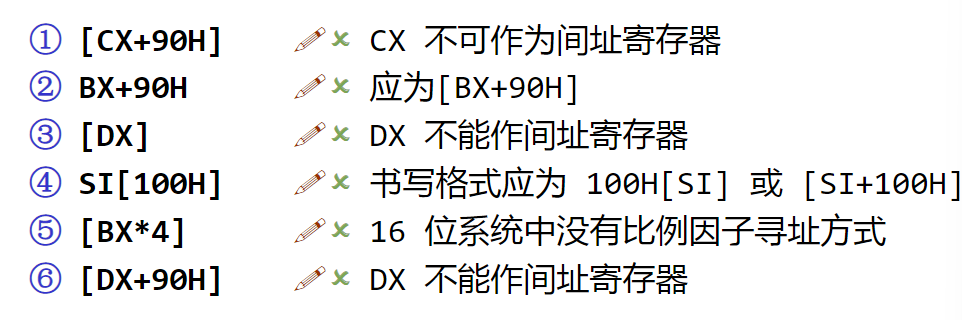 ① [CX+90H] ✗ CX 不可作为间址寄存器
② BX+90H ✗ 应为[BX+90H]
③ [DX] ✗ DX 不能作间址寄存器
④ SI[100H] ✗ 书写格式应为 100H[SI] 或 [SI+100H]
⑤ [BX*4] ✗ 16 位系统中没有比例因子寻址方式
⑥ [DX+90H] ✗ DX 不能作间址寄存器